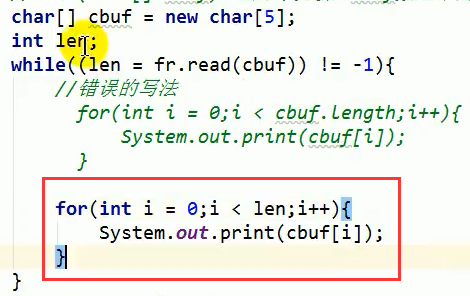 char[] cbuf = new char[5];
int len;
while((len = fr.read(cbuf)) != -1){
//错误的写法
for(int i = 0;i < cbuf.length;i++){
System.out.print(cbuf[i]);
}
for(int i = 0;i < len;i++){
System.out.print(cbuf[i]);
}
}